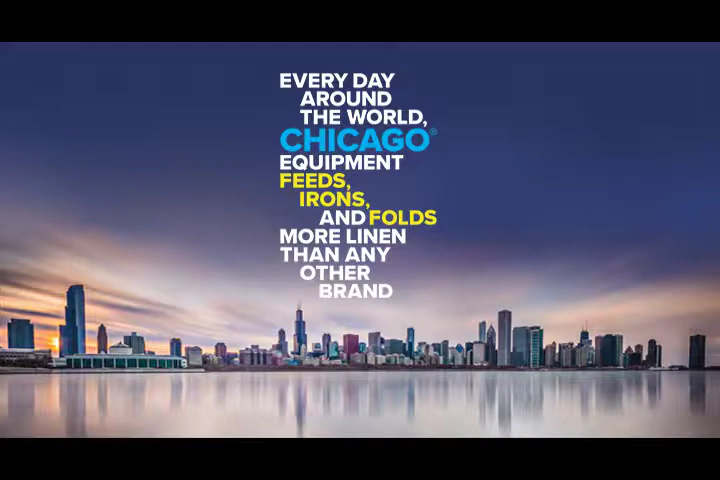 EVERY DAY
AROUND
THE WORLD,
CHICAGO®
EQUIPMENT
FEEDS,
IRONS,
AND FOLDS
MORE LINEN
THAN ANY
OTHER
BRAND